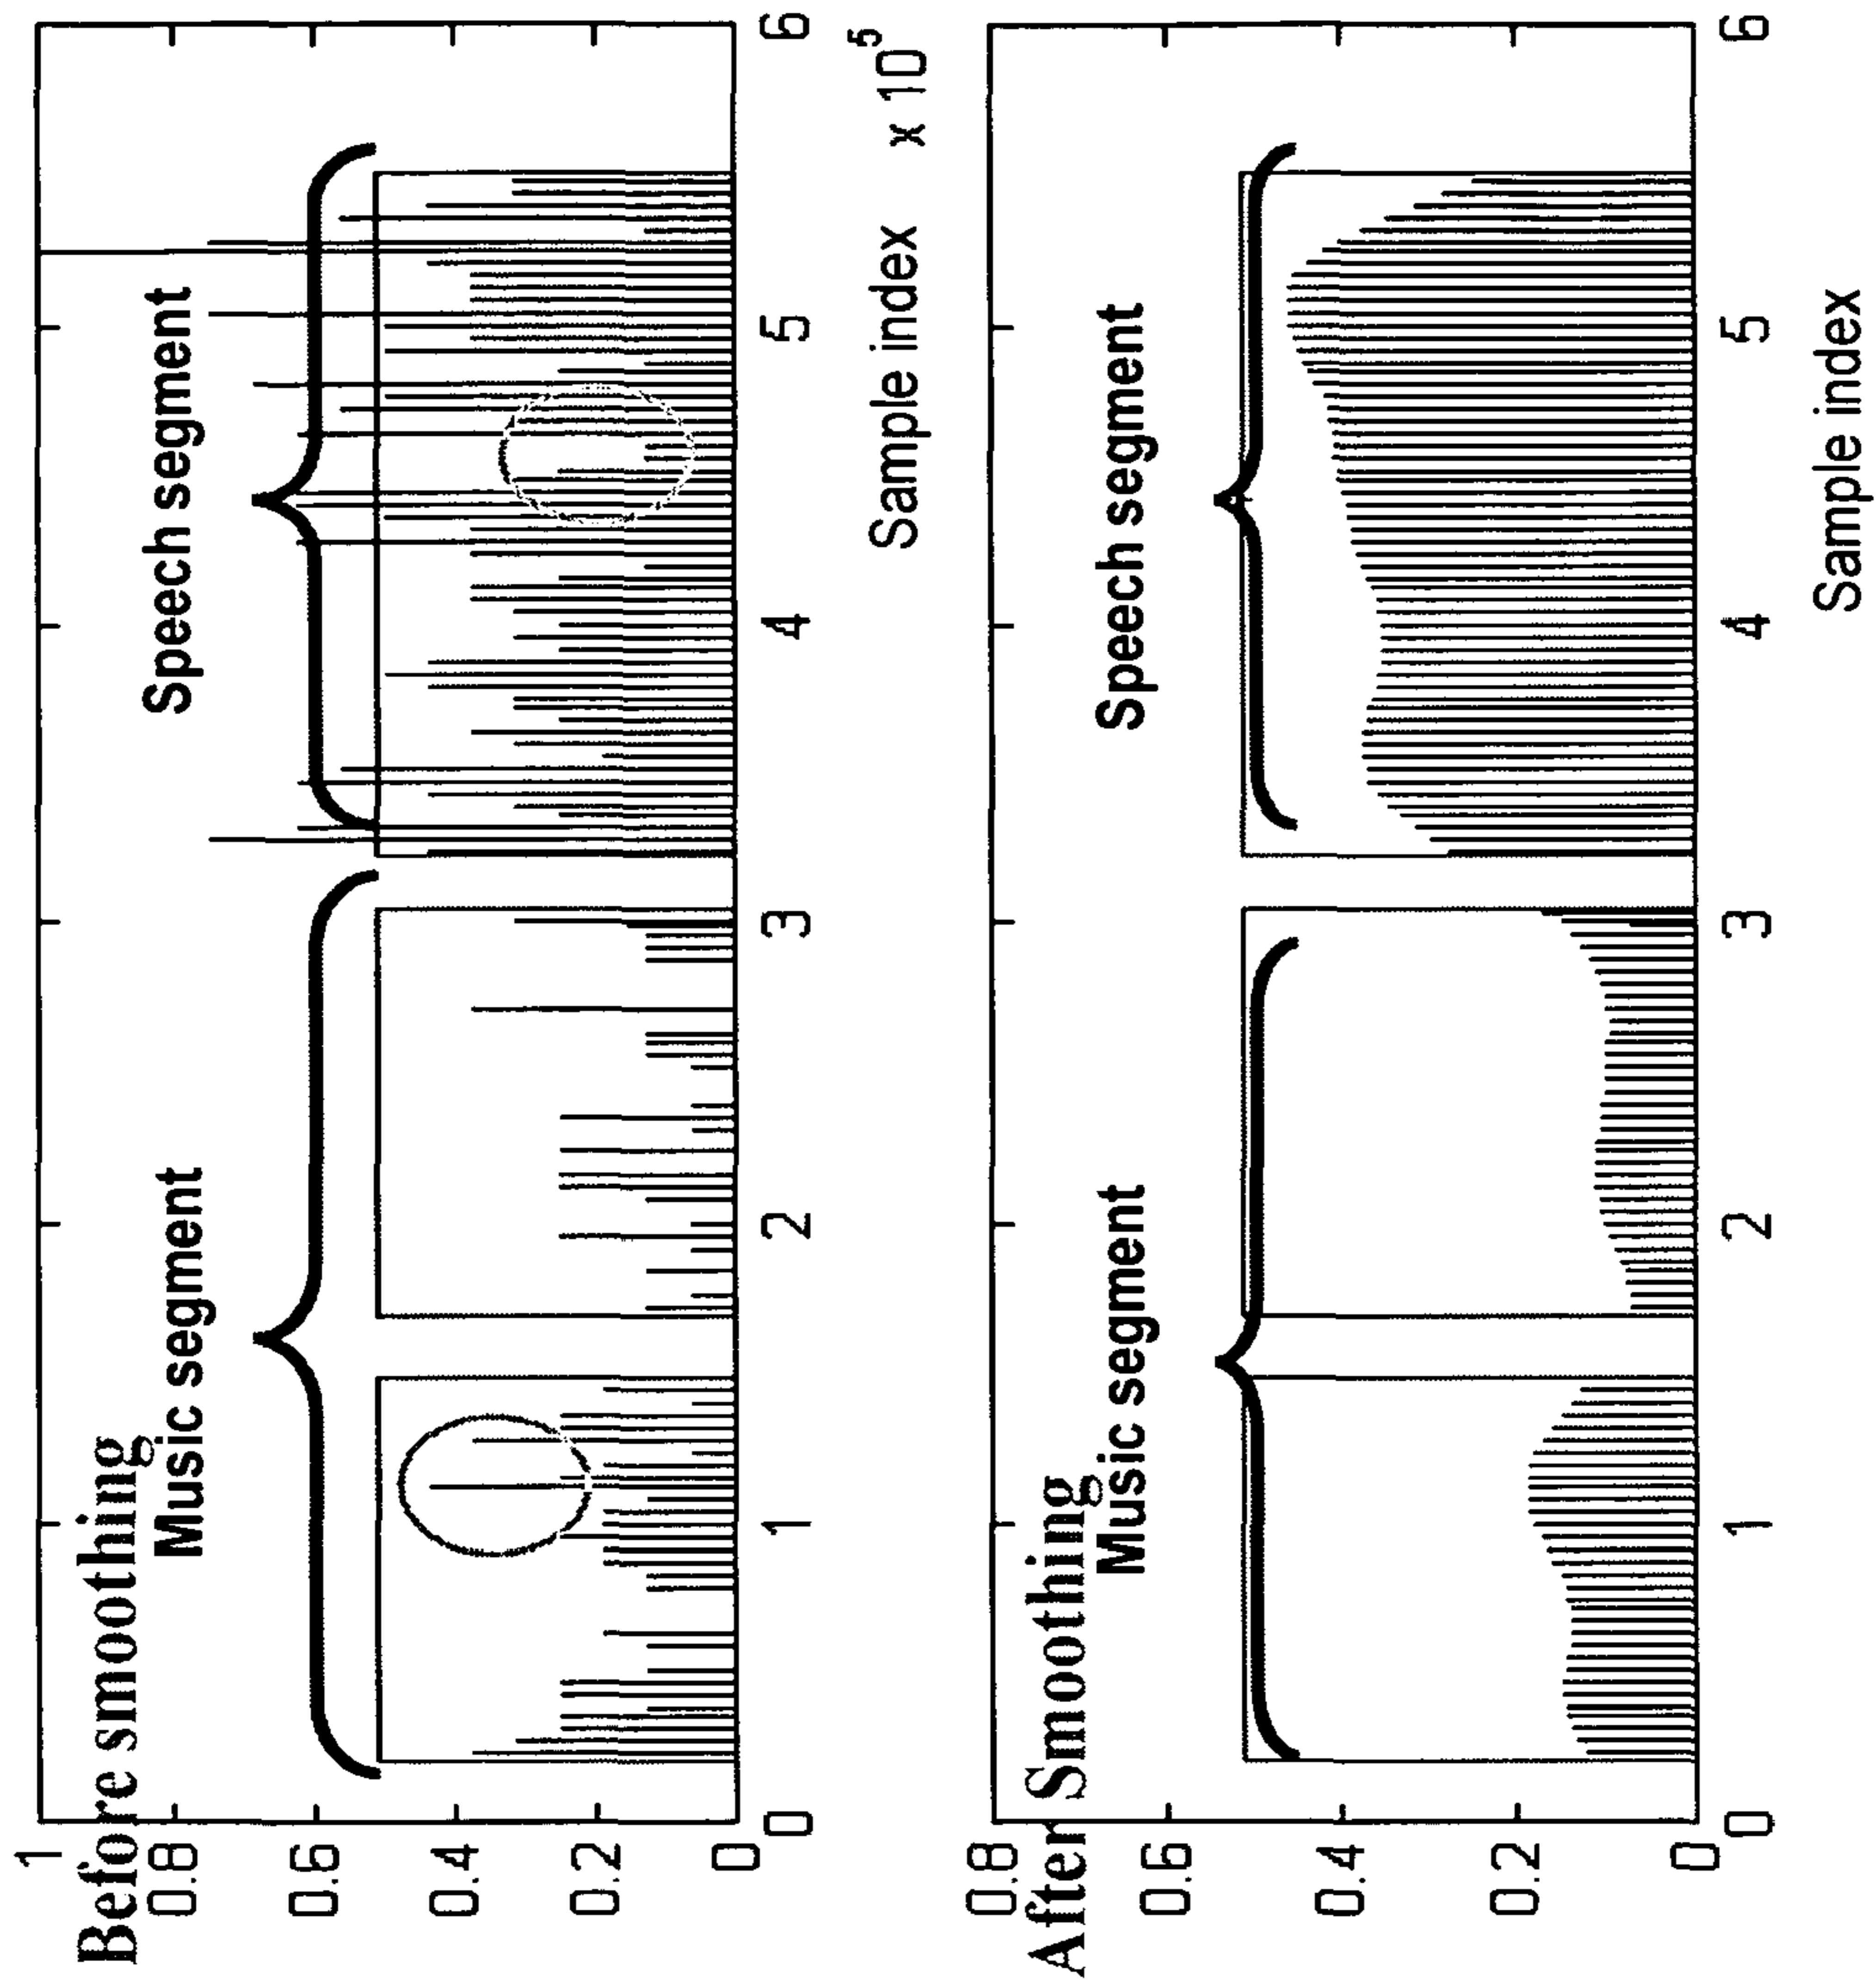 Before smoothing
Music segment
Speech segment
1
0.8
0.6
0.4
0.2
0
0 1 2 3 4 5 6
Sample index x 10^5
After Smoothing
Music segment
Speech segment
0.8
0.6
0.4
0.2
0
0 1 2 3 4 5 6
Sample index